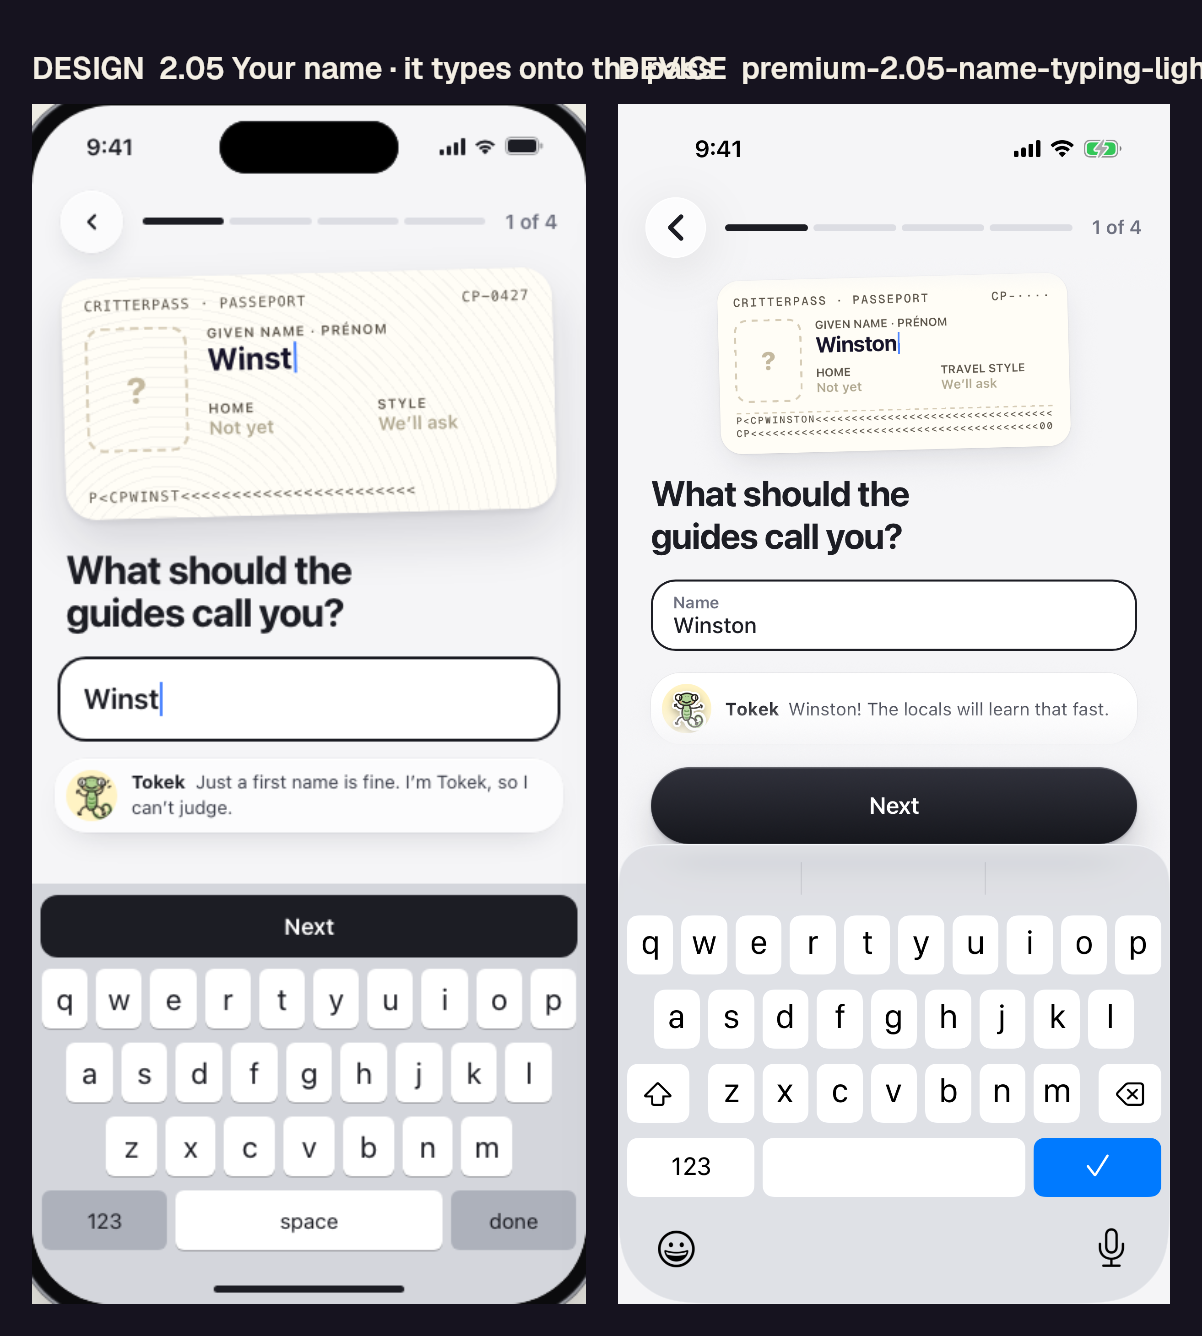 DESIGN 2.05 Your name · it types onto the pass
DEVICE premium-2.05-name-typing-ligh
9:41
1 of 4
CRITTERPASS · PASSEPORT
CP-0427
GIVEN NAME · PRÉNOM
Winst
?
HOME
STYLE
Not yet
We'll ask
P<CPWINST<<<<<<<<<<<<<<<<<<<<<<<
What should the
guides call you?
Winst
Tokek Just a first name is fine. I'm Tokek, so I
can't judge.
Next
q w e r t y u i o p
a s d f g h j k l
z x c v b n m
123 space done
9:41
1 of 4
CRITTERPASS · PASSEPORT
CP-····
GIVEN NAME · PRÉNOM
Winston
?
HOME
TRAVEL STYLE
Not yet
We'll ask
P<CPWINSTON<<<<<<<<<<<<<<<<<<<<<<<<<<<<<<<<<
CP<<<<<<<<<<<<<<<<<<<<<<<<<<<<<<<<<<<<<<<<00
What should the
guides call you?
Name
Winston
Tokek Winston! The locals will learn that fast.
Next
q w e r t y u i o p
a s d f g h j k l
z x c v b n m
123